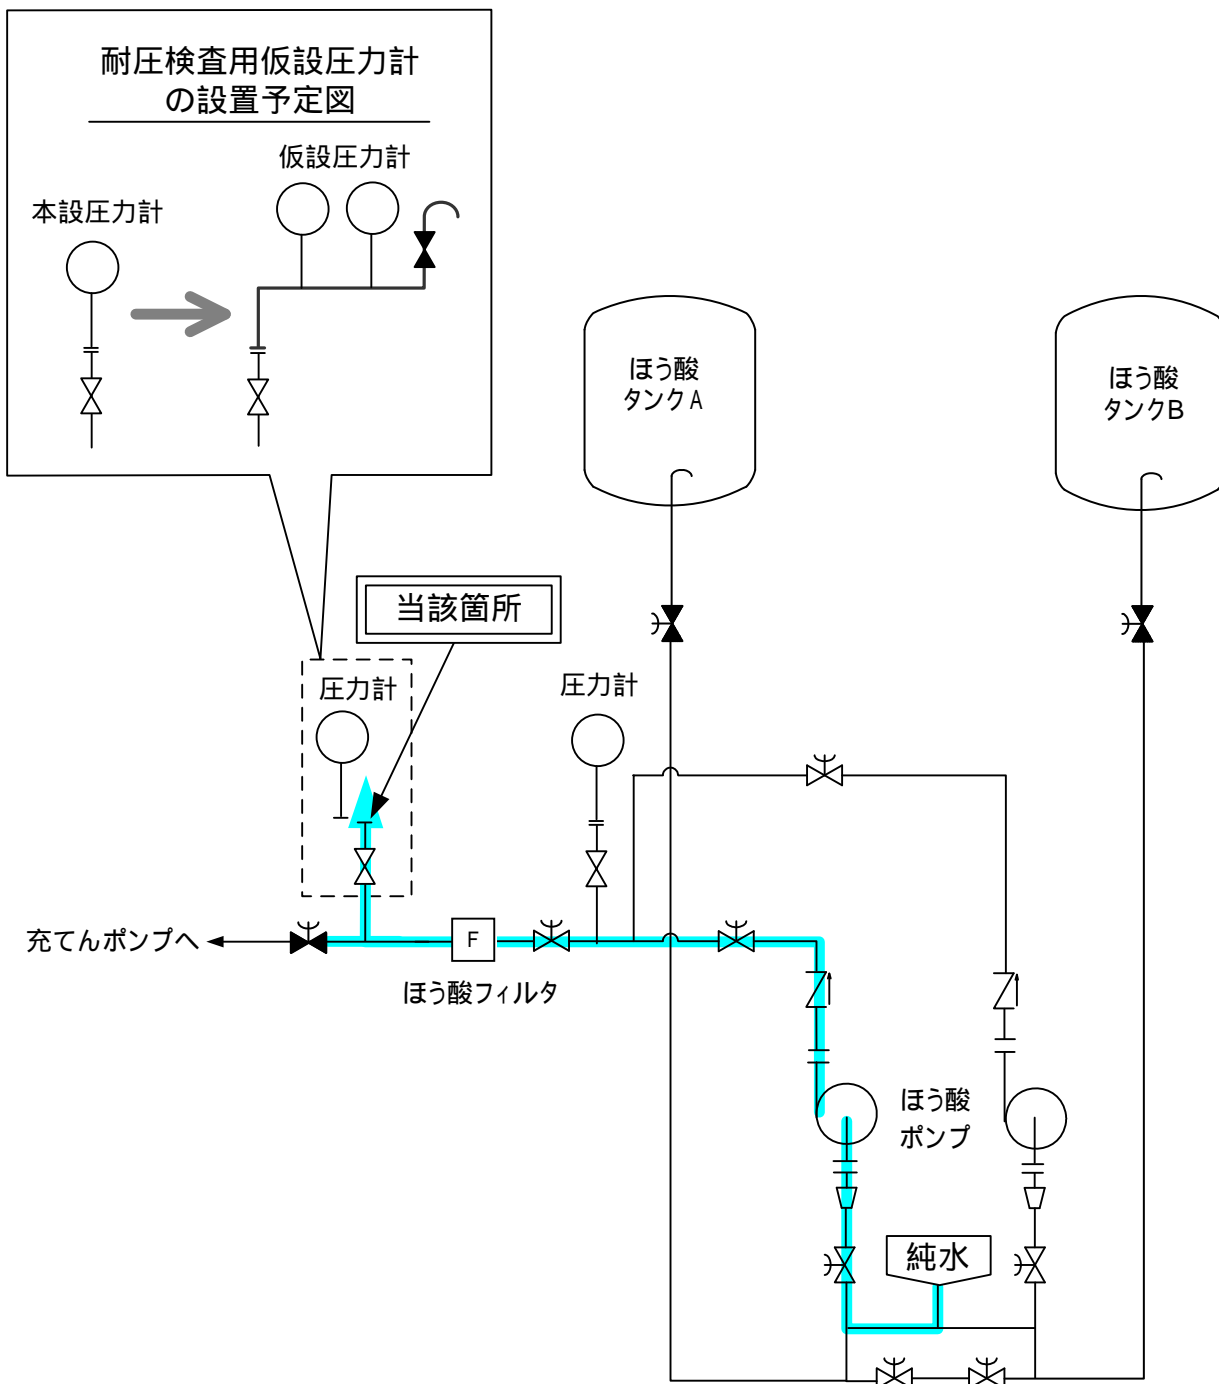 耐圧検査用仮設圧力計
の設置予定図
仮設圧力計
本設圧力計
ほう酸
タンクA
ほう酸
タンクB
当該箇所
圧力計
圧力計
充てんポンプへ
F
ほう酸フィルタ
ほう酸
ポンプ
純水